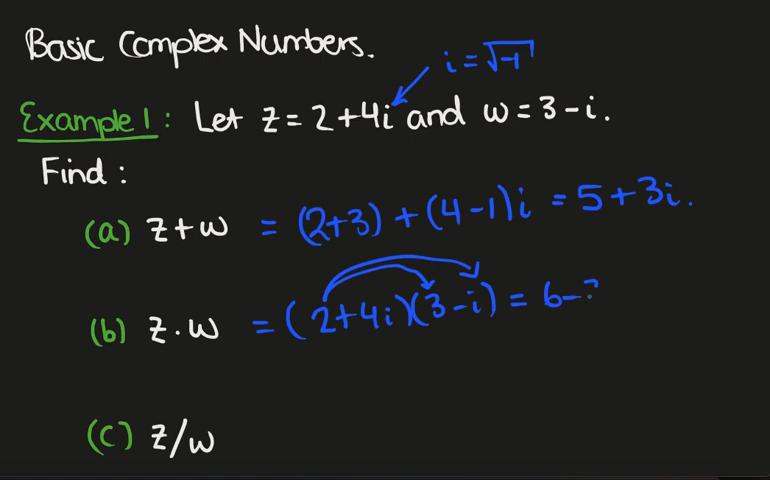 Basic Complex Numbers.
i = √-1
Example 1: Let z = 2+4i and w = 3-i.
Find:
(a) z+w = (2+3) + (4-1)i = 5+3i.
(b) z·w = (2+4i)(3-i) = 6-
(c) z/w